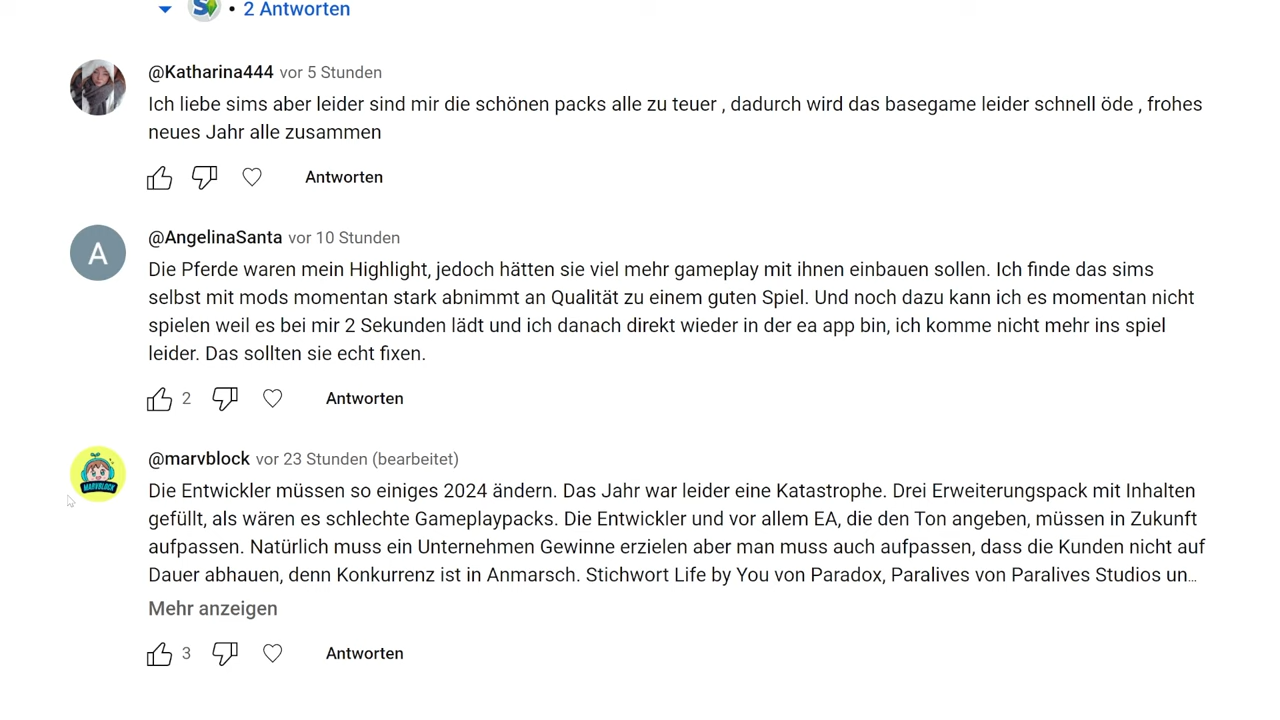 2 Antworten
@Katharina444 vor 5 Stunden
Ich liebe sims aber leider sind mir die schönen packs alle zu teuer , dadurch wird das basegame leider schnell öde , frohes
neues Jahr alle zusammen
Antworten
@AngelinaSanta vor 10 Stunden
A
Die Pferde waren mein Highlight, jedoch hätten sie viel mehr gameplay mit ihnen einbauen sollen. Ich finde das sims
selbst mit mods momentan stark abnimmt an Qualität zu einem guten Spiel. Und noch dazu kann ich es momentan nicht
spielen weil es bei mir 2 Sekunden lädt und ich danach direkt wieder in der ea app bin, ich komme nicht mehr ins spiel
leider. Das sollten sie echt fixen.
2 Antworten
@marvblock vor 23 Stunden (bearbeitet)
MARVBLOCK
Die Entwickler müssen so einiges 2024 ändern. Das Jahr war leider eine Katastrophe. Drei Erweiterungspack mit Inhalten
gefüllt, als wären es schlechte Gameplaypacks. Die Entwickler und vor allem EA, die den Ton angeben, müssen in Zukunft
aufpassen. Natürlich muss ein Unternehmen Gewinne erzielen aber man muss auch aufpassen, dass die Kunden nicht auf
Dauer abhauen, denn Konkurrenz ist in Anmarsch. Stichwort Life by You von Paradox, Paralives von Paralives Studios un...
Mehr anzeigen
3 Antworten